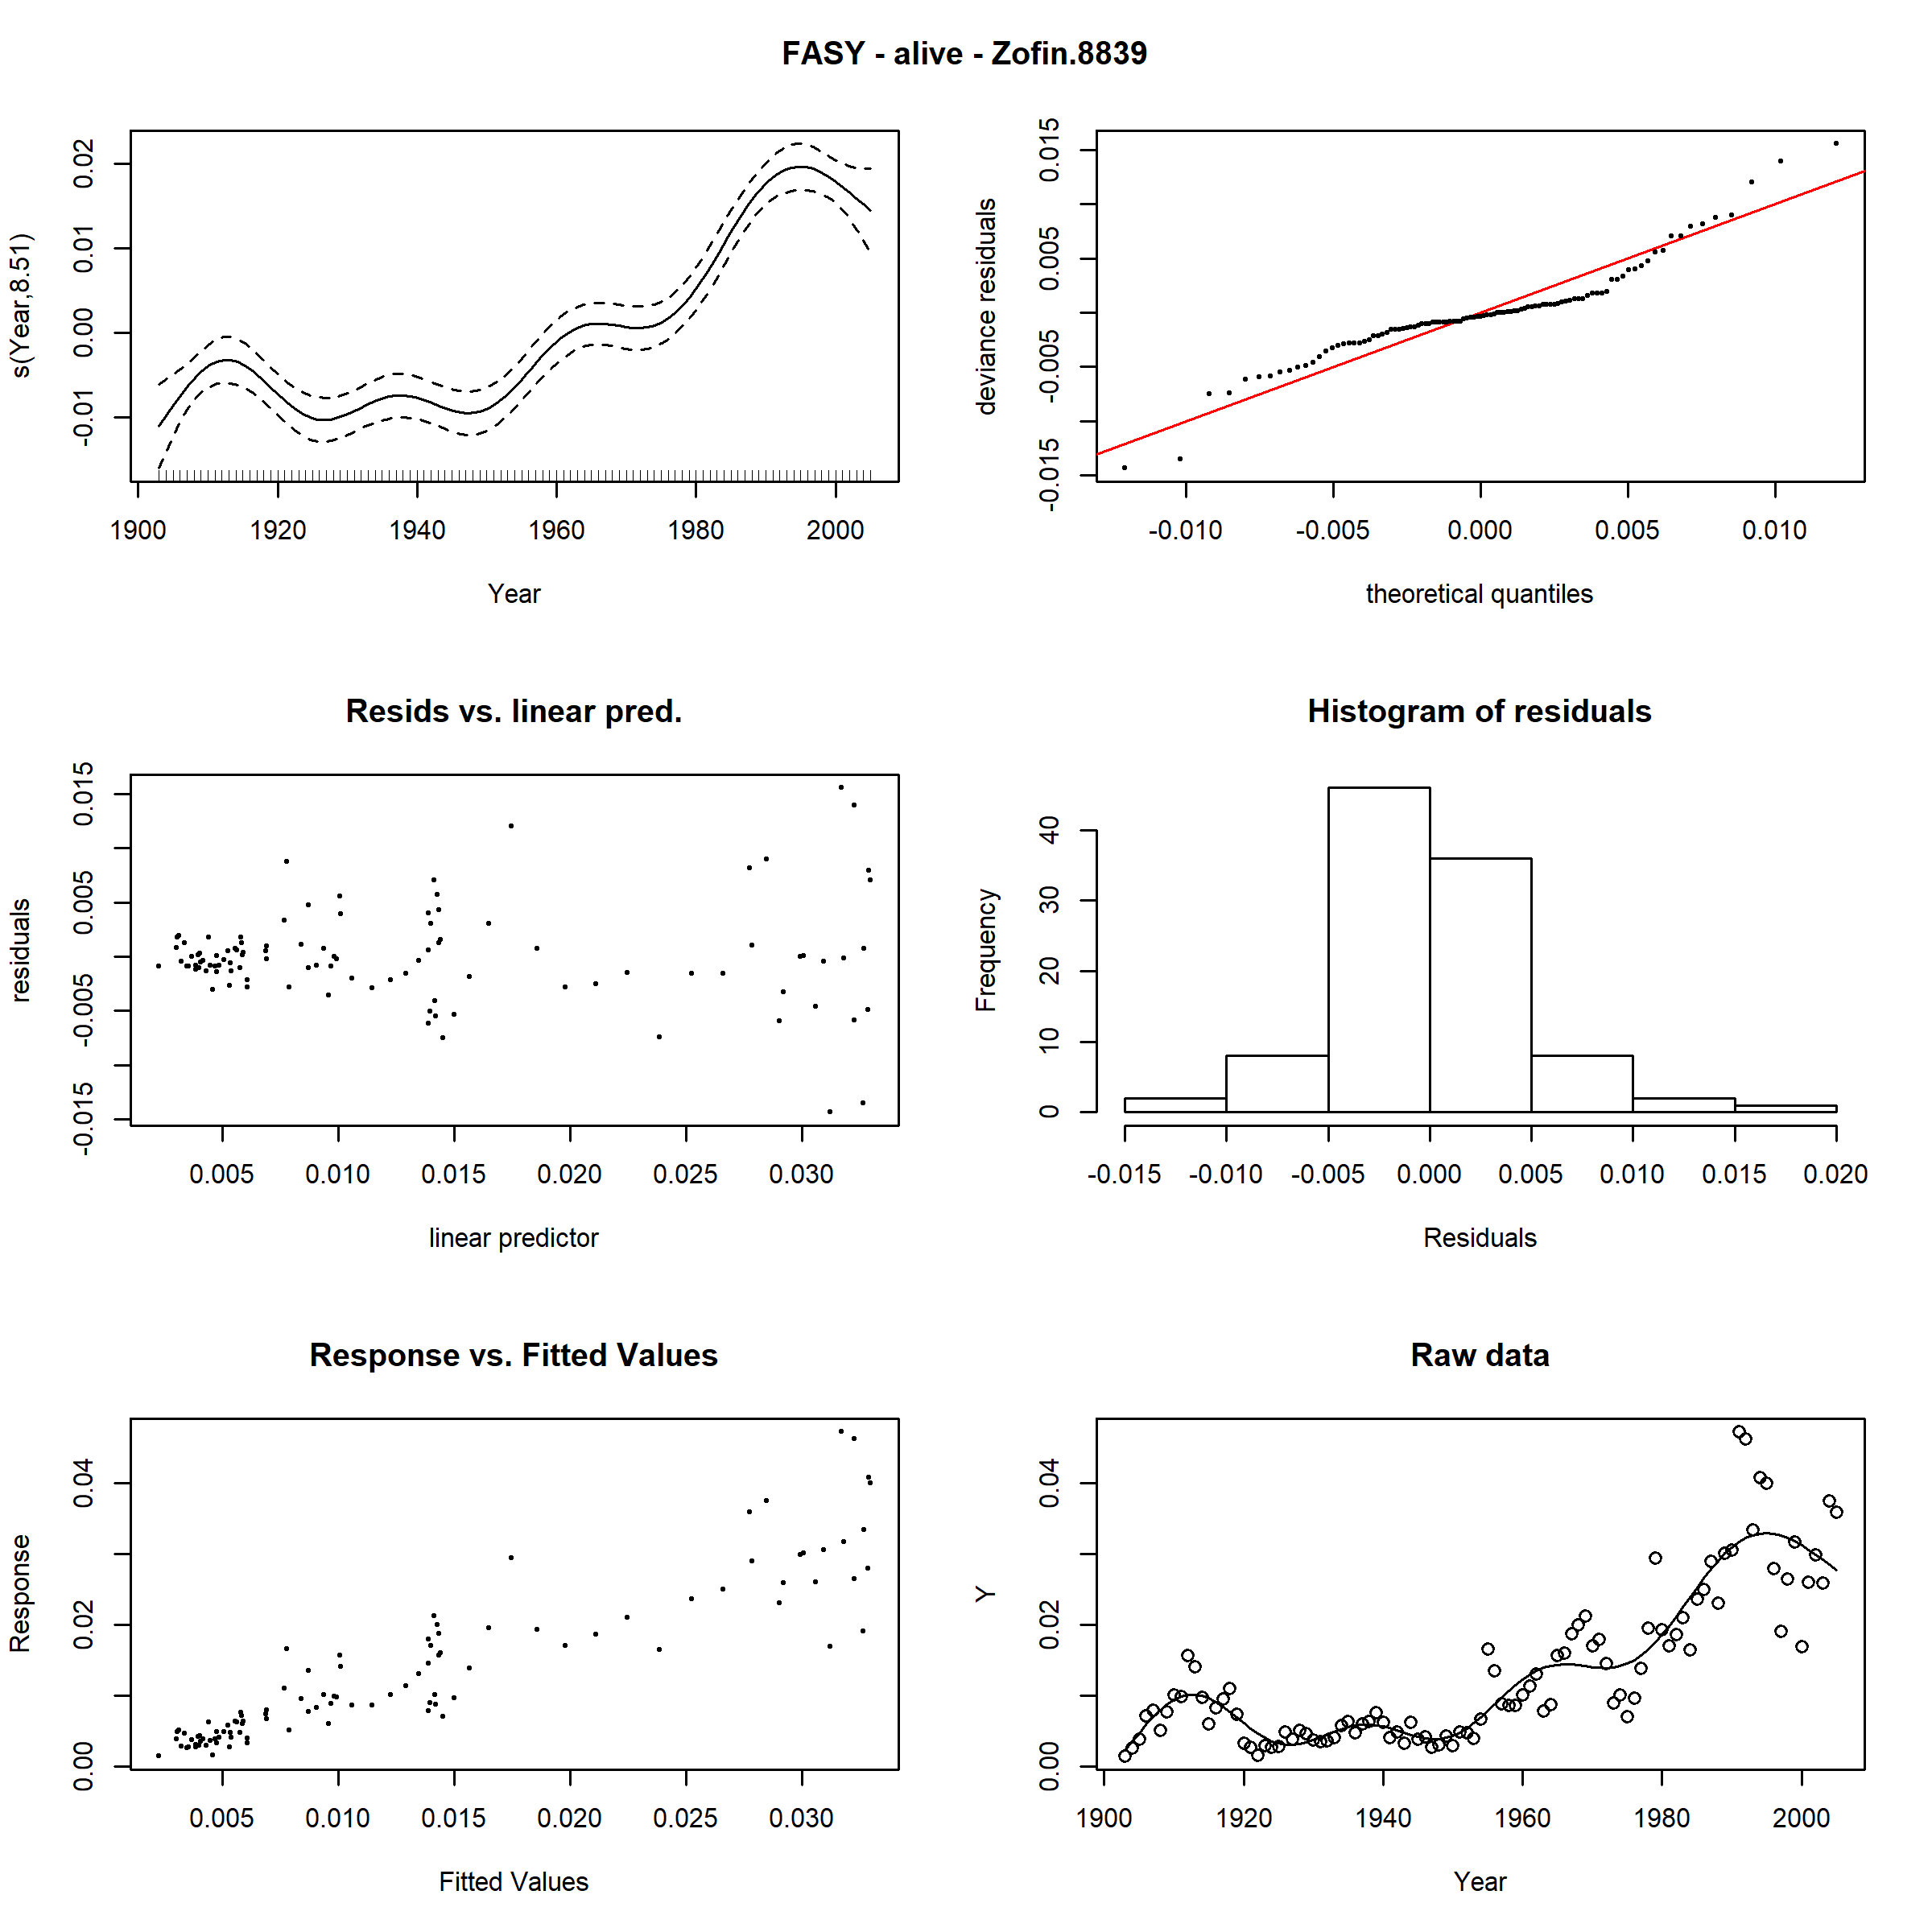 FASY - alive - Zofin.8839
s(Year,8.51)
-0.01 0.00 0.01 0.02
1900 1920 1940 1960 1980 2000
Year
deviance residuals
-0.015 -0.005 0.005 0.015
-0.010 -0.005 0.000 0.005 0.010
theoretical quantiles
Resids vs. linear pred.
residuals
-0.015 -0.005 0.005 0.015
0.005 0.010 0.015 0.020 0.025 0.030
linear predictor
Histogram of residuals
Frequency
0 10 20 30 40
-0.015 -0.010 -0.005 0.000 0.005 0.010 0.015 0.020
Residuals
Response vs. Fitted Values
Response
0.00 0.02 0.04
0.005 0.010 0.015 0.020 0.025 0.030
Fitted Values
Raw data
Y
0.00 0.02 0.04
1900 1920 1940 1960 1980 2000
Year